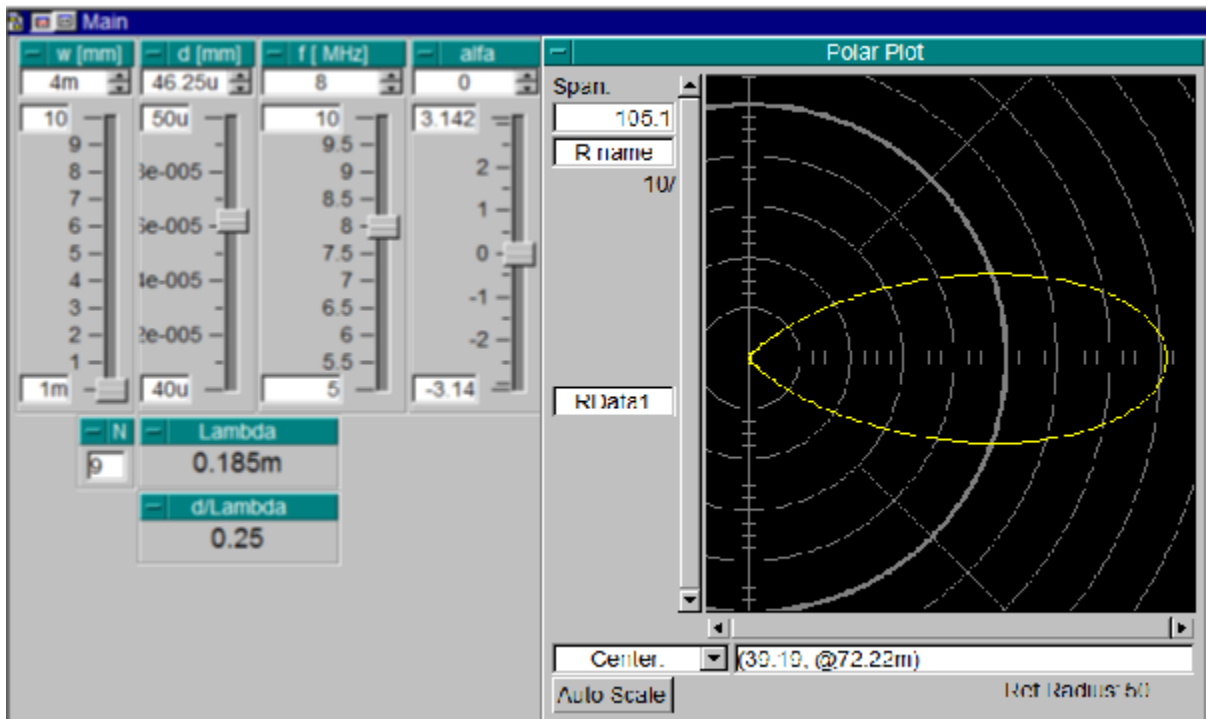 Main
w [mm]
4m
10
9
8
7
6
5
4
3
2
1
1m
d [mm]
46.25u
50u
40u
f [ MHz]
8
10
9.5
9
8.5
8
7.5
7
6.5
6
5.5
5
alfa
0
3.142
2
1
0
-1
-2
-3.14
N
9
Lambda
0.185m
d/Lambda
0.25
Polar Plot
Span.
105.1
R name
10/
RData1
Center.
(39.19, @72.22m)
Auto Scale
Ref Radius: 50